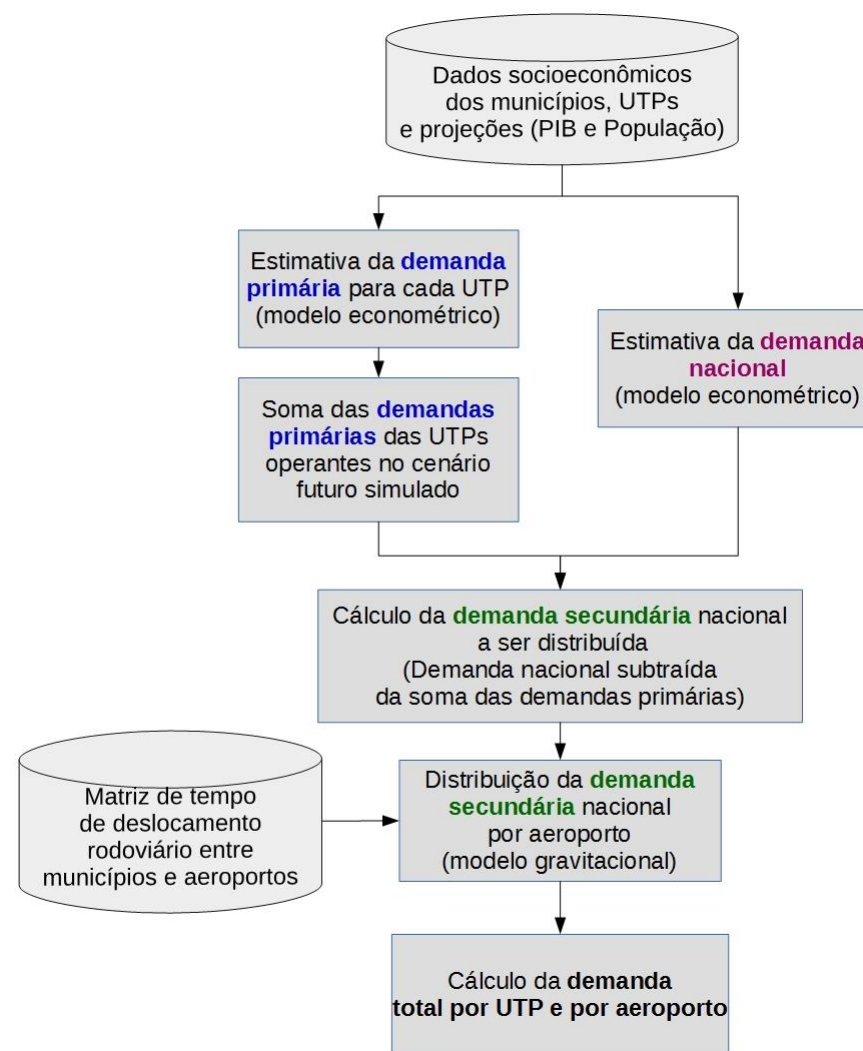 Dados socioeconômicos
dos municípios, UTPs
e projeções (PIB e População)
Estimativa da demanda
primária para cada UTP
(modelo econométrico)
Soma das demandas
primárias das UTPs
operantes no cenário
futuro simulado
Estimativa da demanda
nacional
(modelo econométrico)
Cálculo da demanda secundária nacional
a ser distribuída
(Demanda nacional subtraída
da soma das demandas primárias)
Matriz de tempo
de deslocamento
rodoviário entre
municípios e aeroportos
Distribuição da demanda
secundária nacional
por aeroporto
(modelo gravitacional)
Cálculo da demanda
total por UTP e por aeroporto